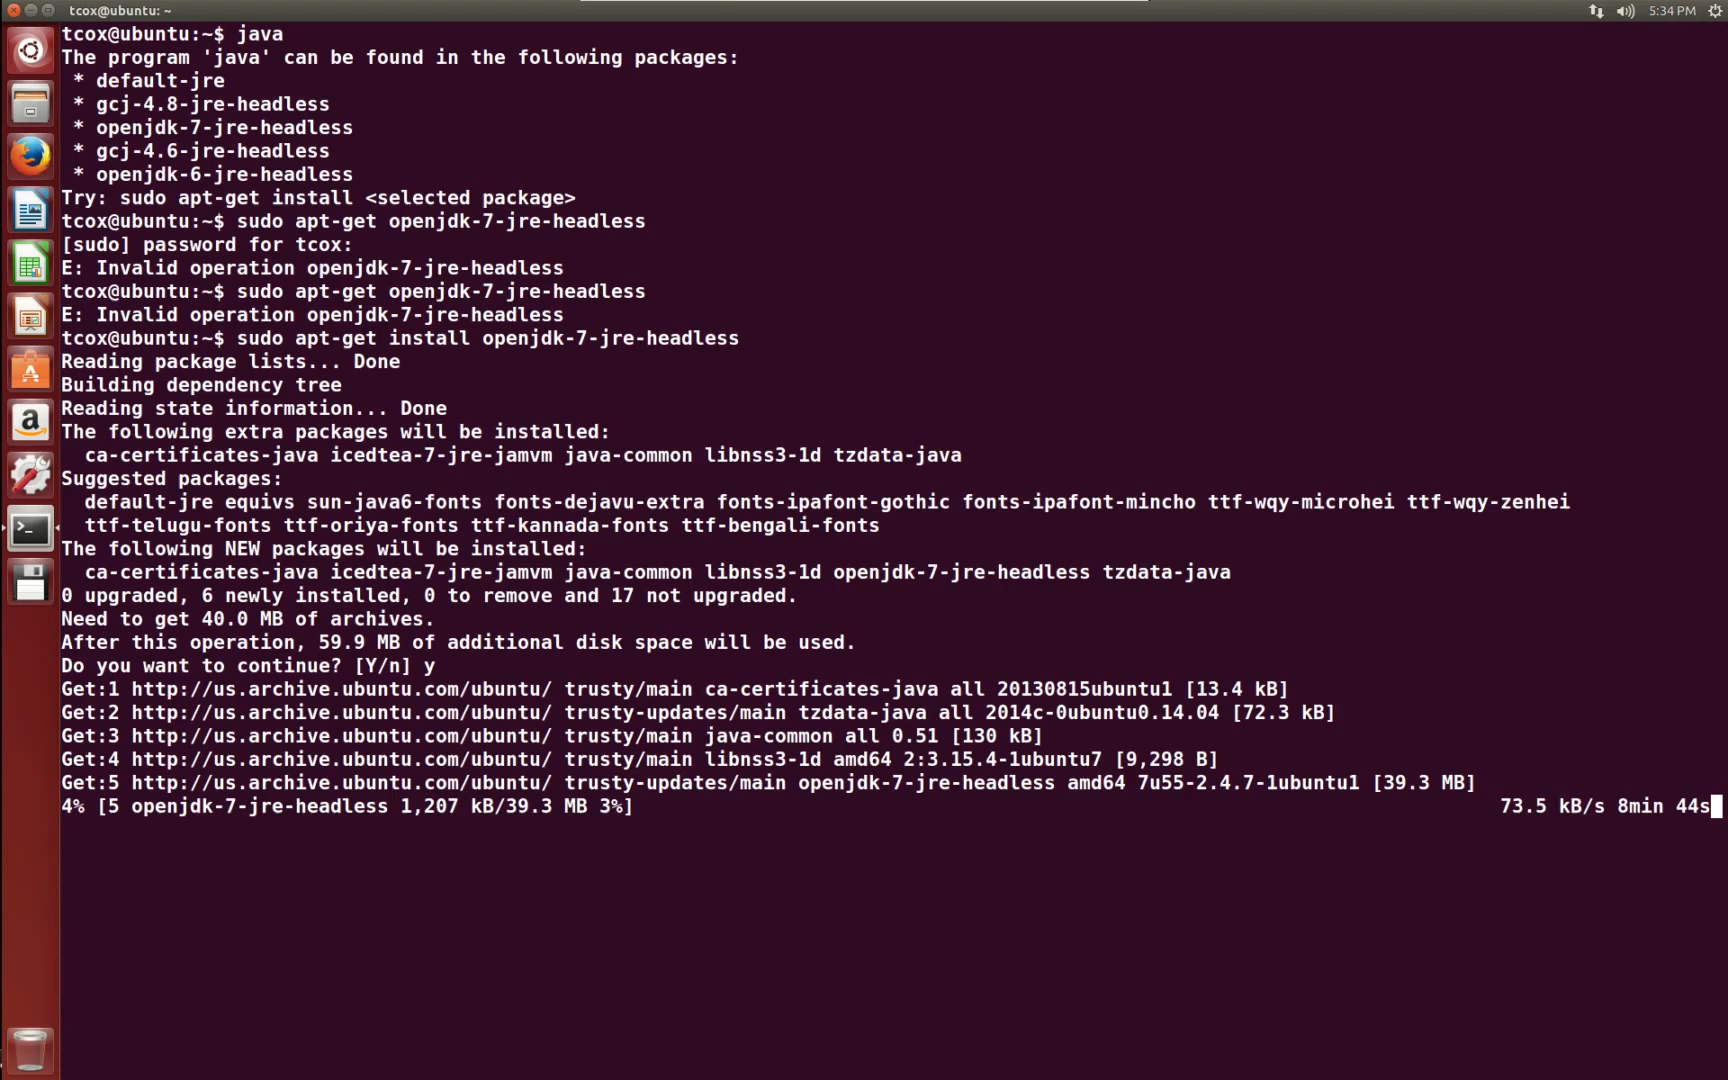 tcox@ubuntu: ~
5:34 PM
tcox@ubuntu:~$ java
The program 'java' can be found in the following packages:
 * default-jre
 * gcj-4.8-jre-headless
 * openjdk-7-jre-headless
 * gcj-4.6-jre-headless
 * openjdk-6-jre-headless
Try: sudo apt-get install <selected package>
tcox@ubuntu:~$ sudo apt-get openjdk-7-jre-headless
[sudo] password for tcox:
E: Invalid operation openjdk-7-jre-headless
tcox@ubuntu:~$ sudo apt-get openjdk-7-jre-headless
E: Invalid operation openjdk-7-jre-headless
tcox@ubuntu:~$ sudo apt-get install openjdk-7-jre-headless
Reading package lists... Done
Building dependency tree
Reading state information... Done
The following extra packages will be installed:
  ca-certificates-java icedtea-7-jre-jamvm java-common libnss3-1d tzdata-java
Suggested packages:
  default-jre equivs sun-java6-fonts fonts-dejavu-extra fonts-ipafont-gothic fonts-ipafont-mincho ttf-wqy-microhei ttf-wqy-zenhei
  ttf-telugu-fonts ttf-oriya-fonts ttf-kannada-fonts ttf-bengali-fonts
The following NEW packages will be installed:
  ca-certificates-java icedtea-7-jre-jamvm java-common libnss3-1d openjdk-7-jre-headless tzdata-java
0 upgraded, 6 newly installed, 0 to remove and 17 not upgraded.
Need to get 40.0 MB of archives.
After this operation, 59.9 MB of additional disk space will be used.
Do you want to continue? [Y/n] y
Get:1 http://us.archive.ubuntu.com/ubuntu/ trusty/main ca-certificates-java all 20130815ubuntu1 [13.4 kB]
Get:2 http://us.archive.ubuntu.com/ubuntu/ trusty-updates/main tzdata-java all 2014c-0ubuntu0.14.04 [72.3 kB]
Get:3 http://us.archive.ubuntu.com/ubuntu/ trusty/main java-common all 0.51 [130 kB]
Get:4 http://us.archive.ubuntu.com/ubuntu/ trusty/main libnss3-1d amd64 2:3.15.4-1ubuntu7 [9,298 B]
Get:5 http://us.archive.ubuntu.com/ubuntu/ trusty-updates/main openjdk-7-jre-headless amd64 7u55-2.4.7-1ubuntu1 [39.3 MB]
4% [5 openjdk-7-jre-headless 1,207 kB/39.3 MB 3%] 73.5 kB/s 8min 44s